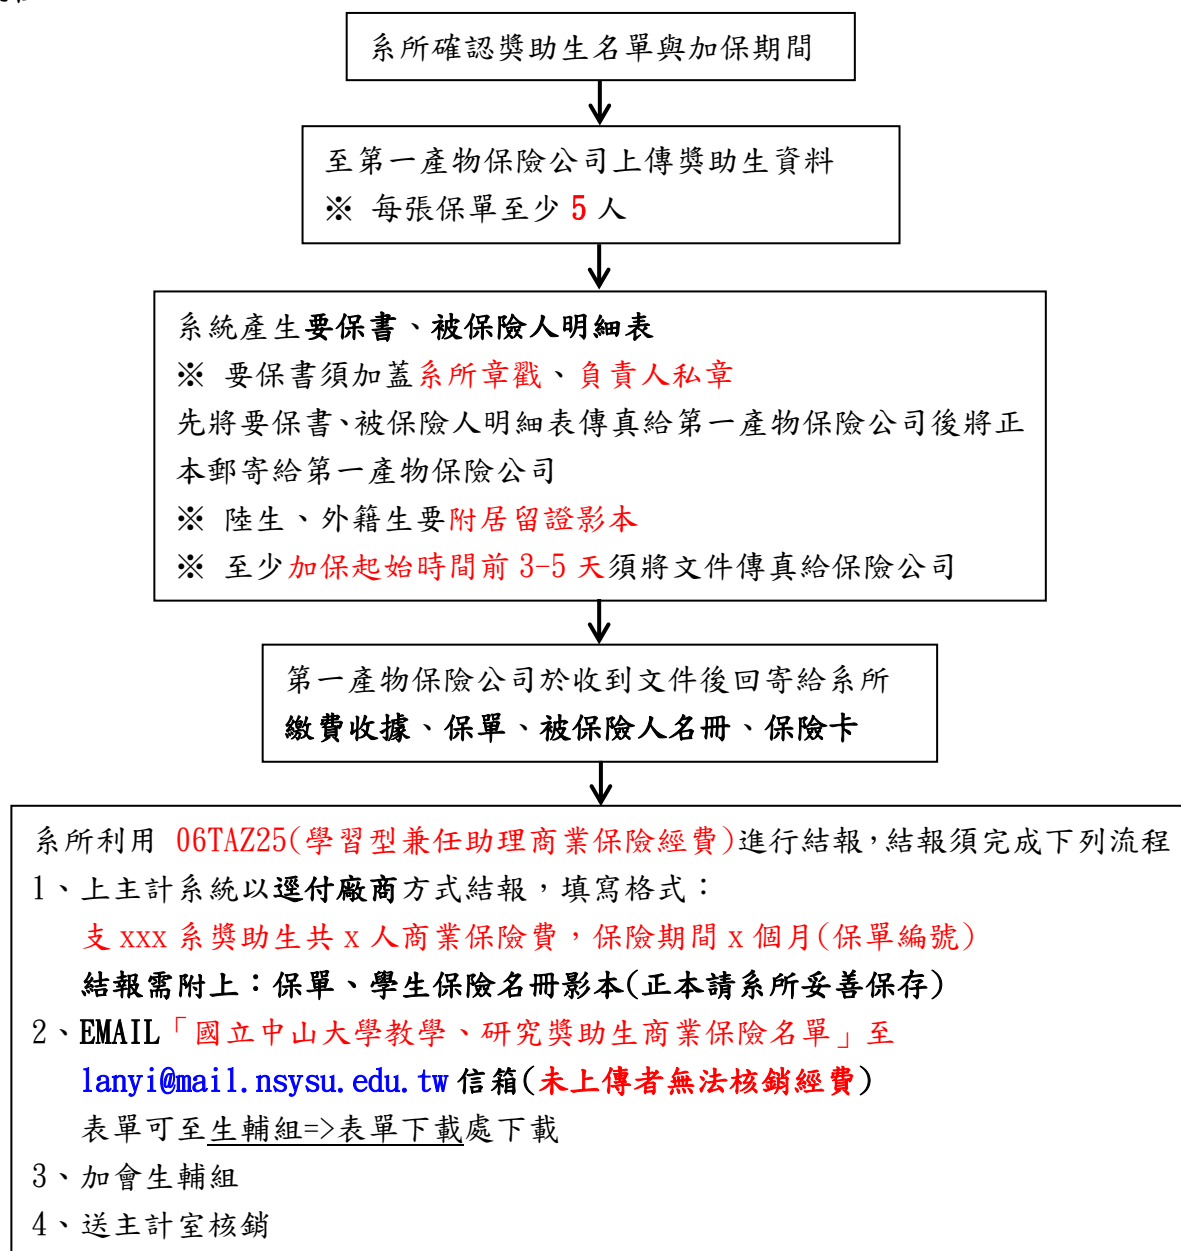 系所確認獎助生名單與加保期間
至第一產物保險公司上傳獎助生資料
※ 每張保單至少 5 人
系統產生要保書、被保險人明細表
※ 要保書須加蓋系所章戳、負責人私章
先將要保書、被保險人明細表傳真給第一產物保險公司後將正
本郵寄給第一產物保險公司
※ 陸生、外籍生要附居留證影本
※ 至少加保起始時間前 3-5 天須將文件傳真給保險公司
第一產物保險公司於收到文件後回寄給系所
繳費收據、保單、被保險人名冊、保險卡
系所利用 06TAZ25(學習型兼任助理商業保險經費)進行結報，結報須完成下列流程
1、上主計系統以逕付廠商方式結報，填寫格式：
支 xxx 系獎助生共 x 人商業保險費，保險期間 x 個月(保單編號)
結報需附上：保單、學生保險名冊影本(正本請系所妥善保存)
2、EMAIL「國立中山大學教學、研究獎助生商業保險名單」至
lanyi@mail.nsysu.edu.tw 信箱(未上傳者無法核銷經費)
表單可至生輔組=>表單下載處下載
3、加會生輔組
4、送主計室核銷